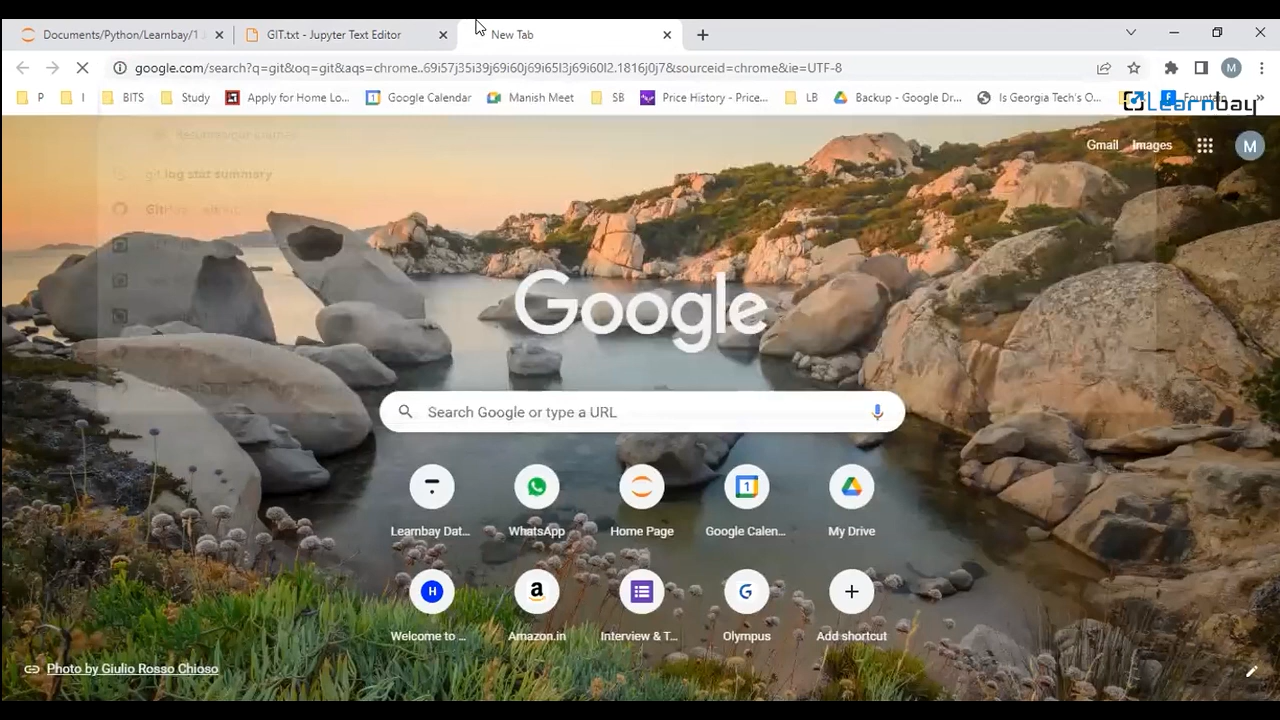 Documents/Python/Learnbay/1
GIT.txt - Jupyter Text Editor
New Tab
google.com/search?q=git&oq=git&aqs=chrome..69i57j35i39j69i60j69i65l3j69i60l2.1816j0j7&sourceid=chrome&ie=UTF-8
M
P
I
BITS
Study
Apply for Home Lo...
Google Calendar
Manish Meet
SB
Price History - Price...
LB
Backup - Google Dr...
Is Georgia Tech's O...
Fountain
»
Learnbay
Gmail
Images
M
git log stat summary
Google
Search Google or type a URL
Learnbay Dat...
WhatsApp
Home Page
Google Calen...
My Drive
Welcome to ...
Amazon.in
Interview & T...
Olympus
Add shortcut
Photo by Giulio Rosso Chioso